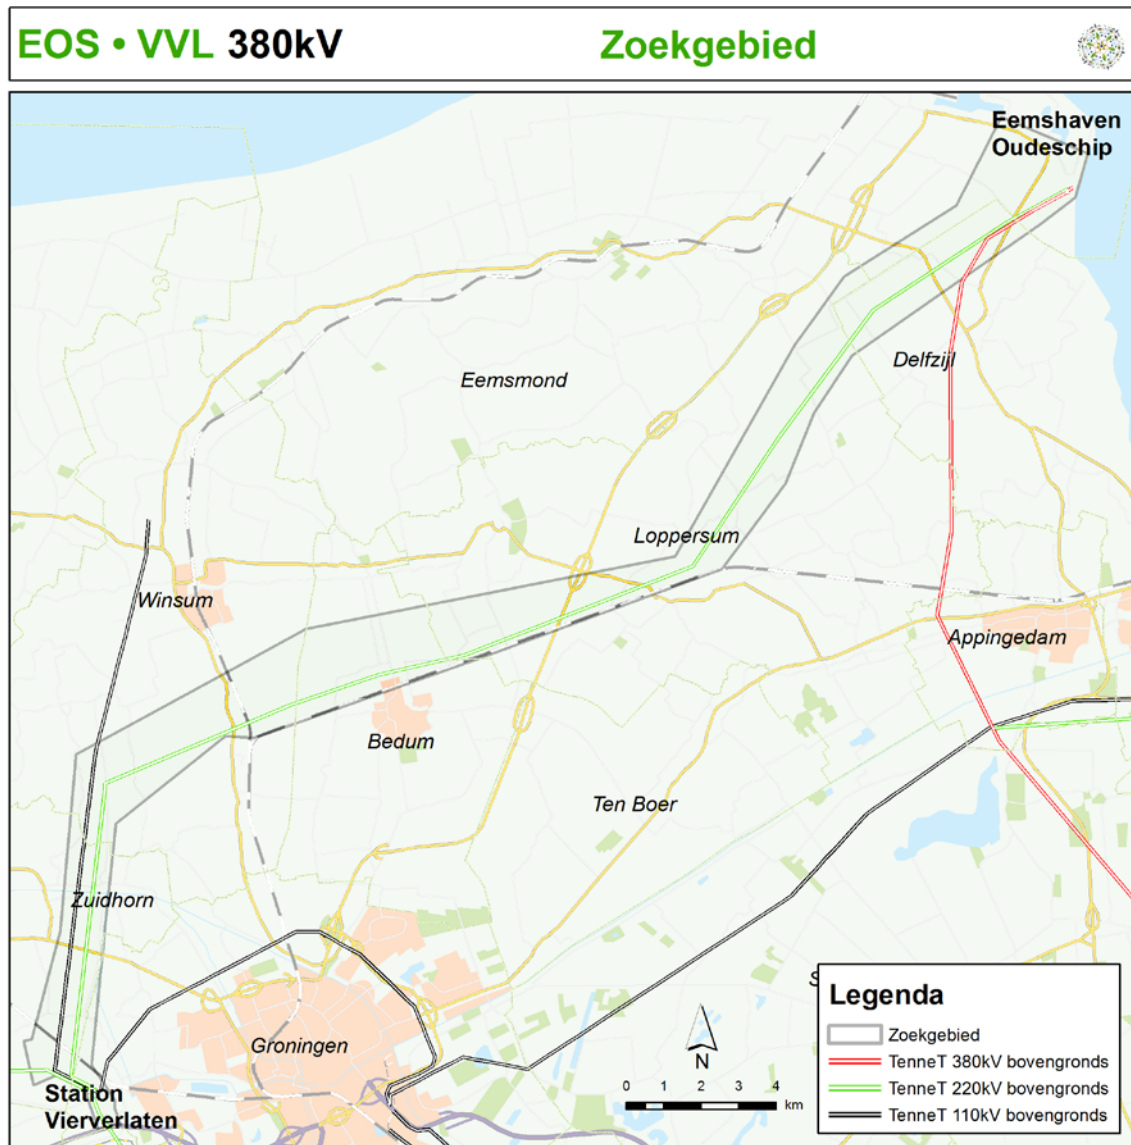 EOS • VVL 380kV
Zoekgebied
Eemshaven
Oudeschip
Delfzijl
Eemsmond
Loppersum
Winsum
Appingedam
Bedum
Ten Boer
Zuidhorn
S
Groningen
Station
Vierverlaten
N
0 1 2 3 4
km
Legenda
Zoekgebied
TenneT 380kV bovengronds
TenneT 220kV bovengronds
TenneT 110kV bovengronds